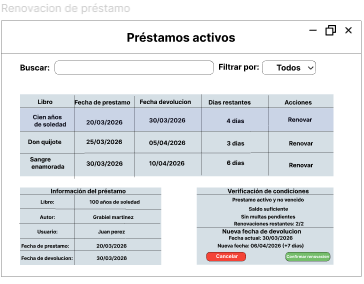 Renovacion de préstamo
Préstamos activos
Buscar: Filtrar por: Todos
Libro Fecha de prestamo Fecha devolucion Dias restantes Acciones
Cien años de soledad 20/03/2026 30/03/2026 4 dias Renovar
Don quijote 25/03/2026 05/04/2026 3 dias Renovar
Sangre enamorada 30/03/2026 10/04/2026 6 dias Renovar
Información del préstamo
Libro: 100 años de soledad
Autor: Grabiel martinez
Usuario: Juan perez
Fecha de prestamo: 20/03/2026
Fecha de devolucion: 30/03/2026
Verificación de condiciones
Prestamo activo y no vencido
Saldo suficiente
Sin multas pendientes
Renovaciones restantes: 2/2
Nueva fecha de devolucion
Fecha actual: 30/03/2026
Nueva fecha: 06/04/2026 (+7 dias)
Cancelar Confirmar renovacion